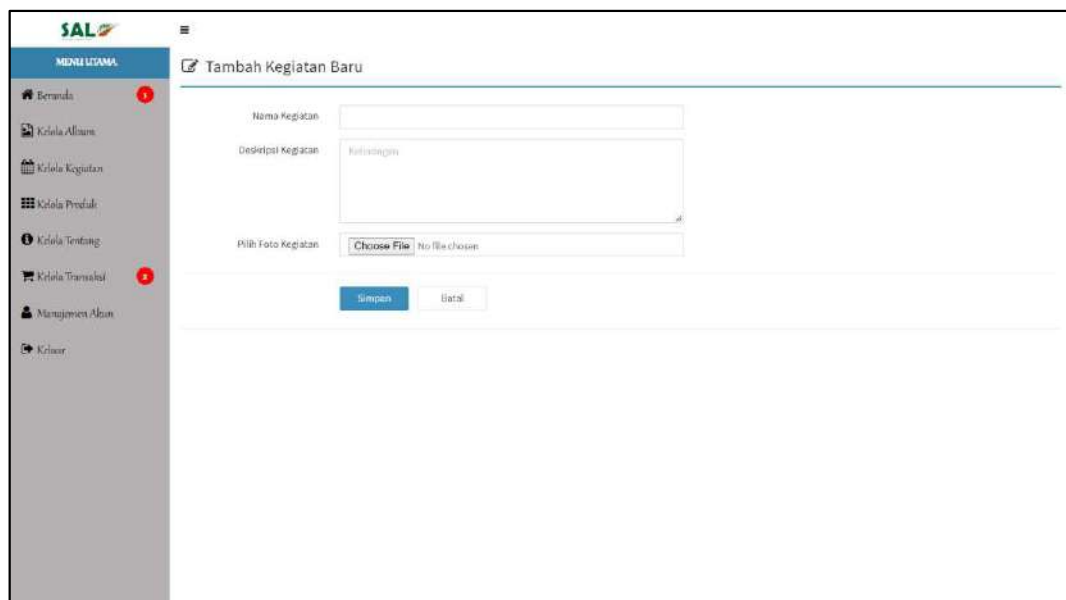 SAL
MENU UTAMA
Tambah Kegiatan Baru
Beranda
Kelola Album
Kelola Kegiatan
Kelola Produk
Kelola Tentang
Kelola Transaksi
Manajemen Akun
Keluar
Nama Kegiatan
Deskripsi Kegiatan
Keterangan
Pilih Foto Kegiatan
Choose File No file chosen
Simpan Batal